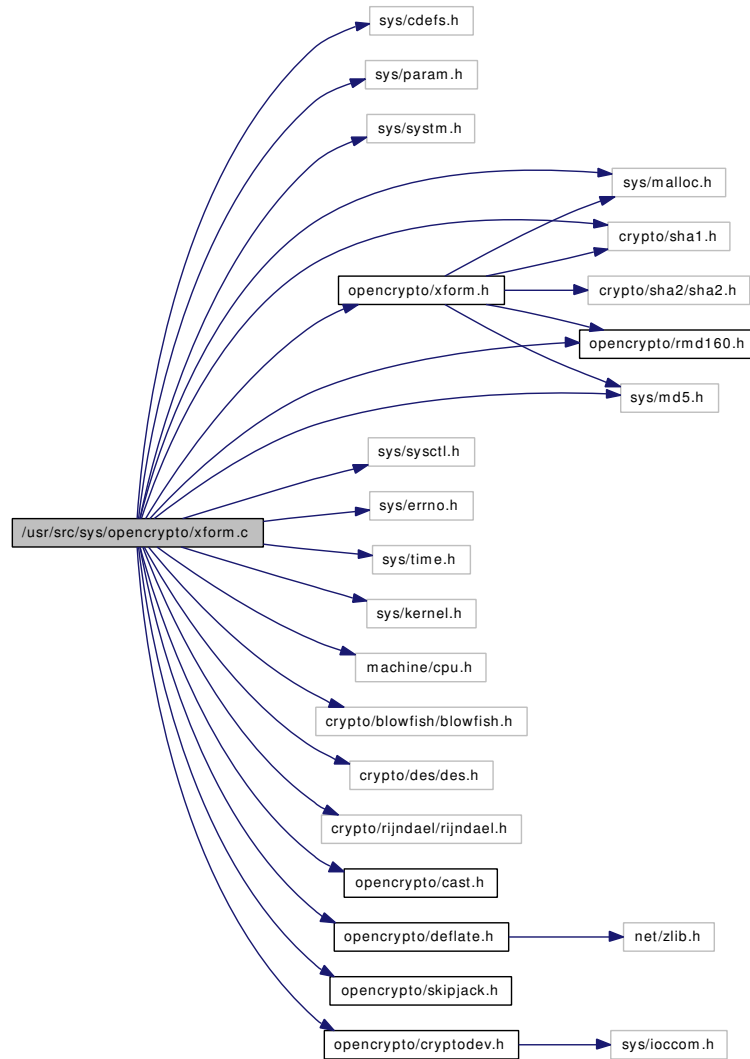 sys/cdefs.h
sys/param.h
sys/systm.h
sys/malloc.h
crypto/sha1.h
opencrypto/xform.h
crypto/sha2/sha2.h
opencrypto/rmd160.h
sys/md5.h
sys/sysctl.h
sys/errno.h
/usr/src/sys/opencrypto/xform.c
sys/time.h
sys/kernel.h
machine/cpu.h
crypto/blowfish/blowfish.h
crypto/des/des.h
crypto/rijndael/rijndael.h
opencrypto/cast.h
opencrypto/deflate.h
net/zlib.h
opencrypto/skipjack.h
opencrypto/cryptodev.h
sys/ioccom.h